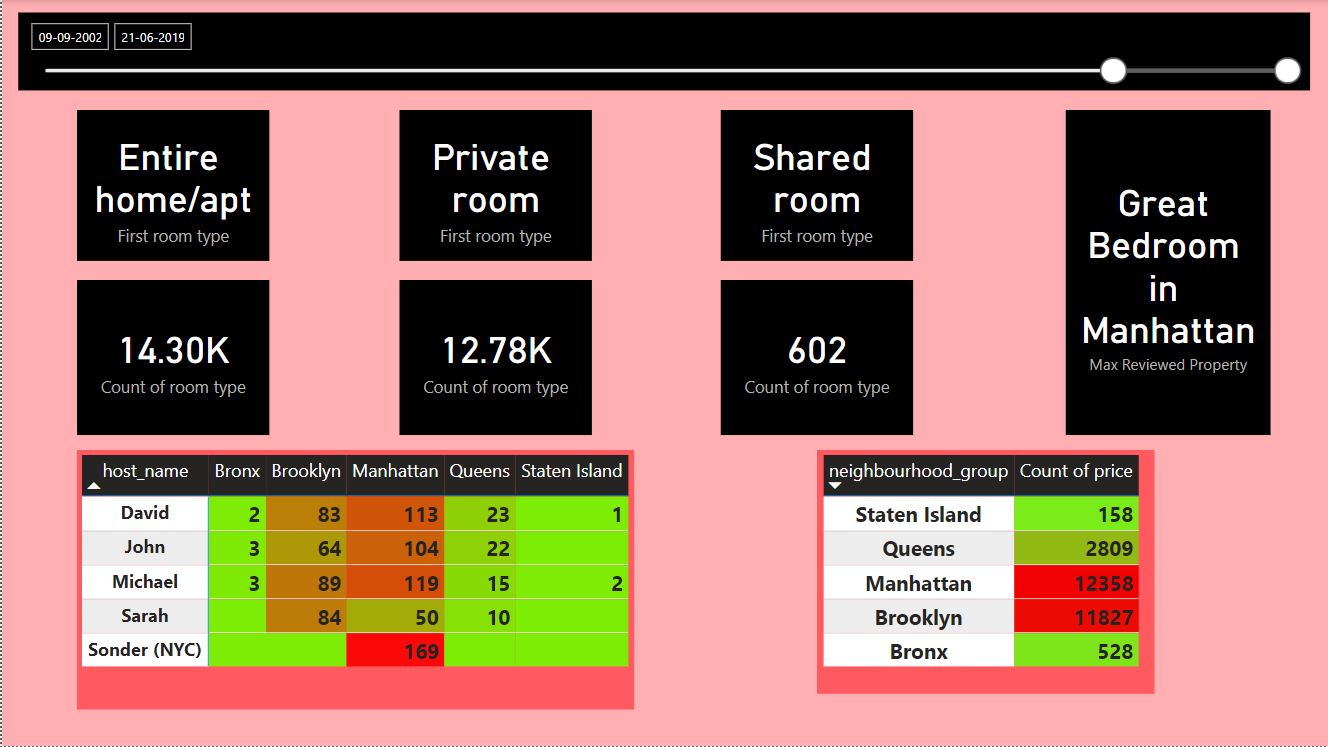 09-09-2002 21-06-2019
Entire
home/apt
First room type
Private
room
First room type
Shared
room
First room type
Great
Bedroom
in
Manhattan
Max Reviewed Property
14.30K
Count of room type
12.78K
Count of room type
602
Count of room type
host_name Bronx Brooklyn Manhattan Queens Staten Island
David 2 83 113 23 1
John 3 64 104 22
Michael 3 89 119 15 2
Sarah 84 50 10
Sonder (NYC) 169
neighbourhood_group Count of price
Staten Island 158
Queens 2809
Manhattan 12358
Brooklyn 11827
Bronx 528